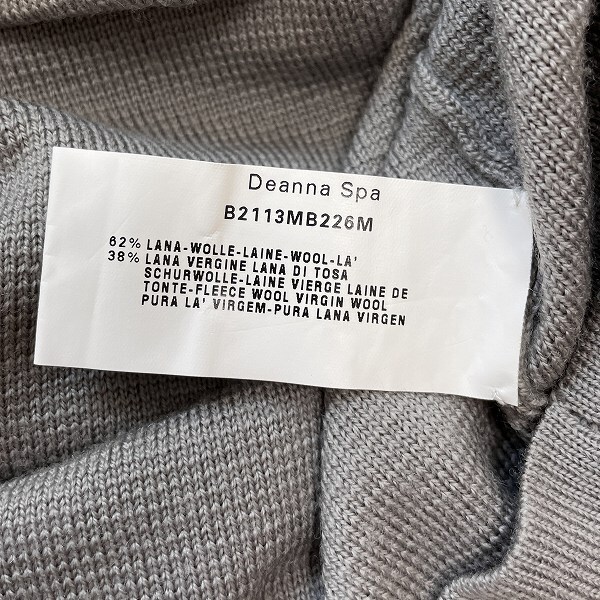 Deanna Spa
B2113MB226M
62% LANA-WOLLE-LAINE-WOOL-LA'
38% LANA VERGINE LANA DI TOSA
SCHURWOLLE-LAINE VIERGE LAINE DE
TONTE-FLEECE WOOL VIRGIN WOOL
PURA LA' VIRGEM-PURA LANA VIRGEN